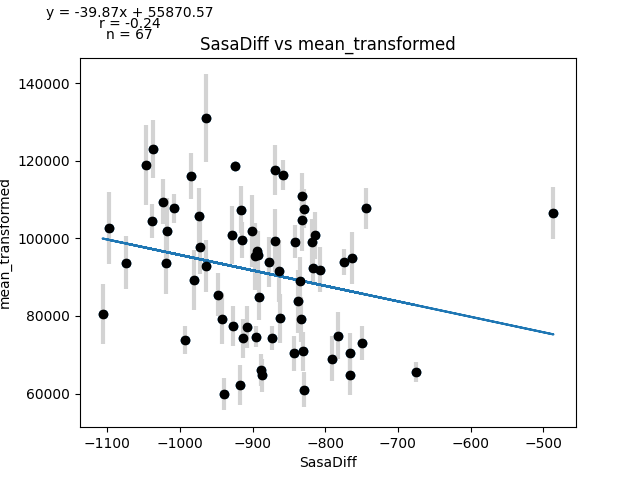 y = -39.87x + 55870.57
r = -0.24
n = 67
SasaDiff vs mean_transformed
mean_transformed
140000
120000
100000
80000
60000
−1100
−1000
−900
−800
−700
−600
−500
SasaDiff